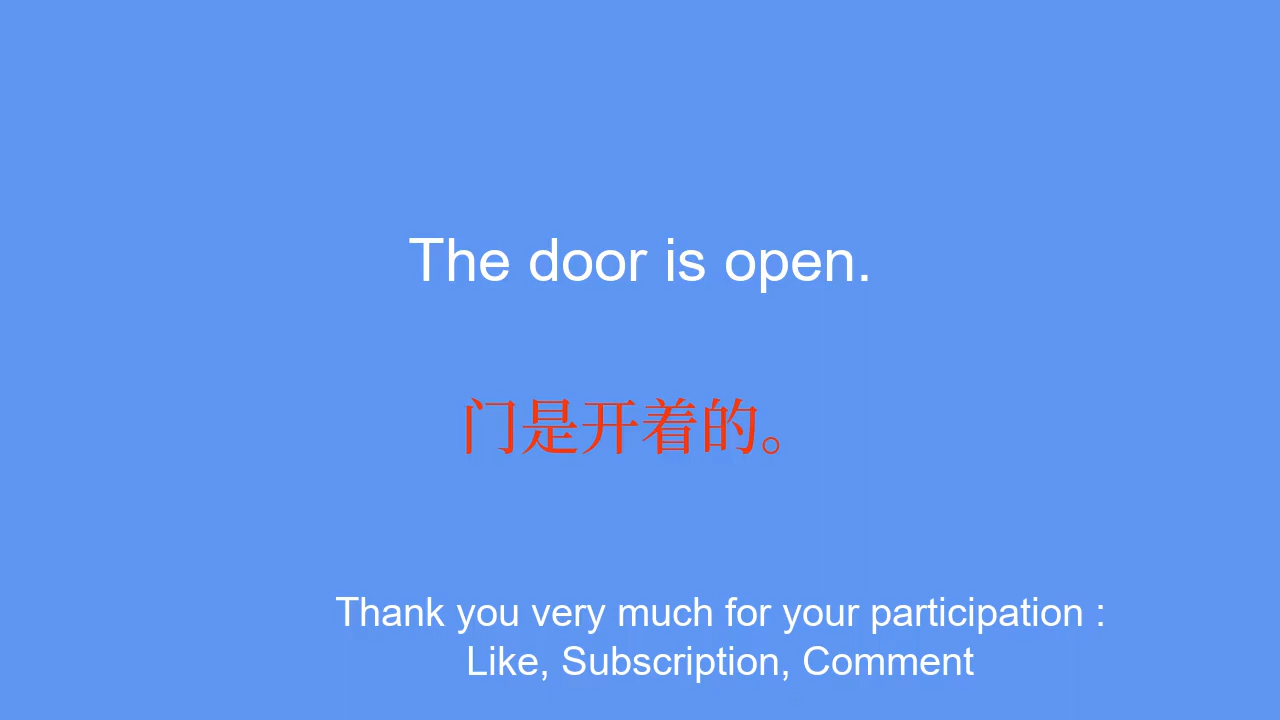 The door is open.
门是开着的。
Thank you very much for your participation :
Like, Subscription, Comment